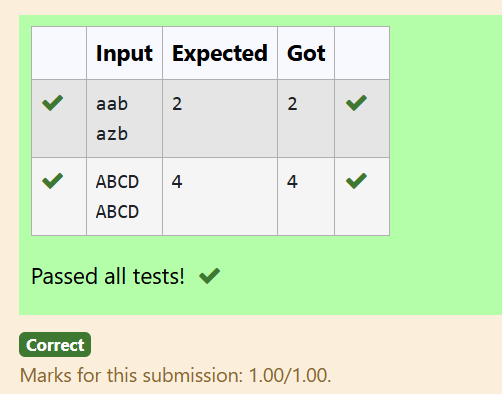 Input Expected Got
aab 2 2
azb
ABCD 4 4
ABCD
Passed all tests!
Correct
Marks for this submission: 1.00/1.00.